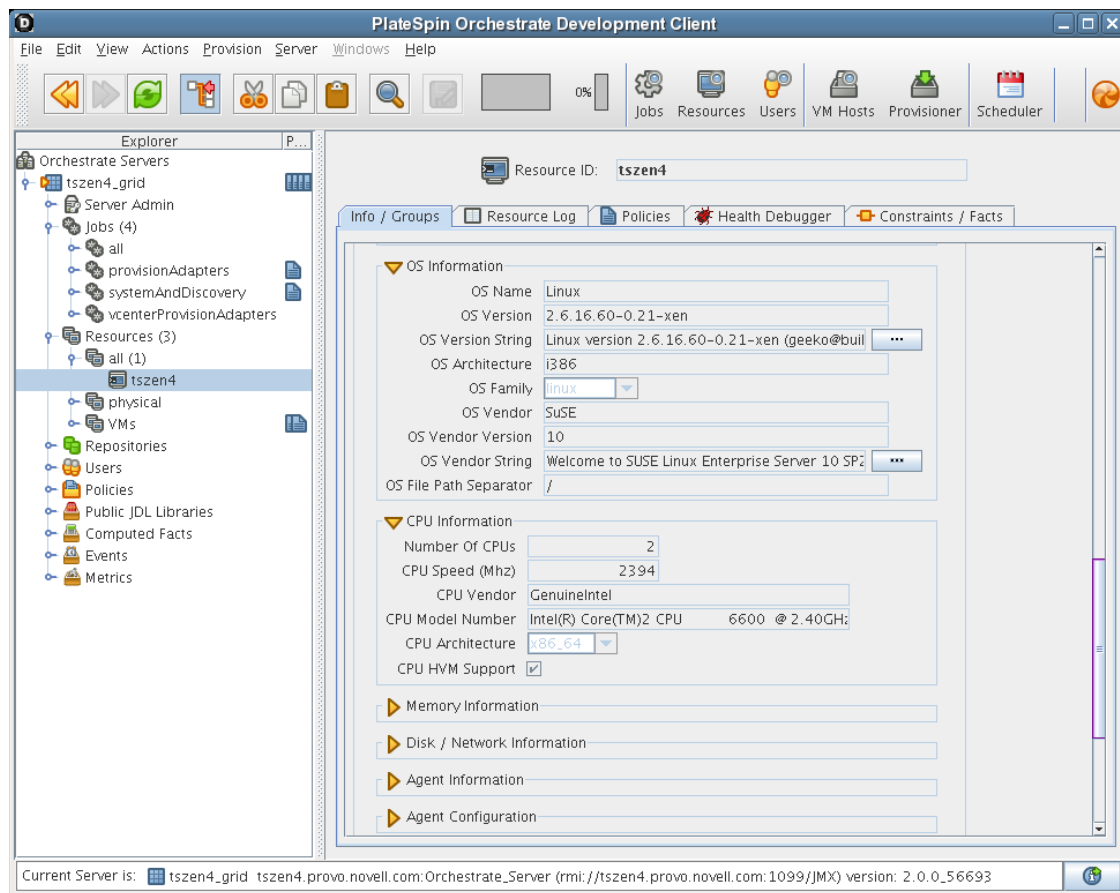 PlateSpin Orchestrate Development Client
File Edit View Actions Provision Server Windows Help
0% Jobs Resources Users VM Hosts Provisioner Scheduler
Explorer P...
Orchestrate Servers
tszen4_grid
Server Admin
Jobs (4)
all
provisionAdapters
systemAndDiscovery
vcenterProvisionAdapters
Resources (3)
all (1)
tszen4
physical
VMs
Repositories
Users
Policies
Public JDL Libraries
Computed Facts
Events
Metrics
Resource ID: tszen4
Info / Groups Resource Log Policies Health Debugger Constraints / Facts
OS Information
OS Name Linux
OS Version 2.6.16.60-0.21-xen
OS Version String Linux version 2.6.16.60-0.21-xen (geeko@buil ...
OS Architecture i386
OS Family linux
OS Vendor SuSE
OS Vendor Version 10
OS Vendor String Welcome to SUSE Linux Enterprise Server 10 SP2 ...
OS File Path Separator /
CPU Information
Number Of CPUs 2
CPU Speed (Mhz) 2394
CPU Vendor GenuineIntel
CPU Model Number Intel(R) Core(TM)2 CPU 6600 @ 2.40GHz
CPU Architecture x86_64
CPU HVM Support
Memory Information
Disk / Network Information
Agent Information
Agent Configuration
Current Server is: tszen4_grid tszen4.provo.novell.com:Orchestrate_Server (rmi://tszen4.provo.novell.com:1099/JMX) version: 2.0.0_56693